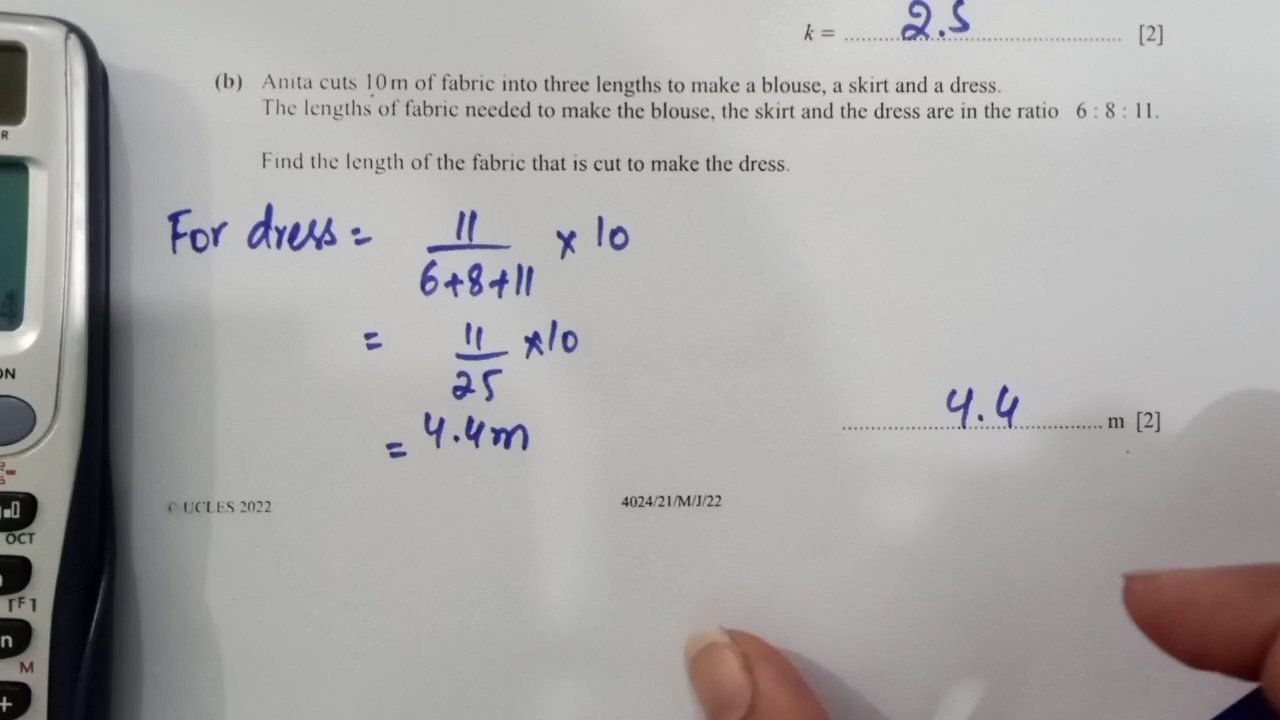 k = 2.5 [2]
(b) Anita cuts 10 m of fabric into three lengths to make a blouse, a skirt and a dress.
The lengths of fabric needed to make the blouse, the skirt and the dress are in the ratio 6 : 8 : 11.
Find the length of the fabric that is cut to make the dress.
For dress = 11 / 6+8+11 × 10
= 11 / 25 ×10
= 4.4m
4.4 m [2]
© UCLES 2022
4024/21/M/J/22
R
ON
OCT
[F]
n
M
+